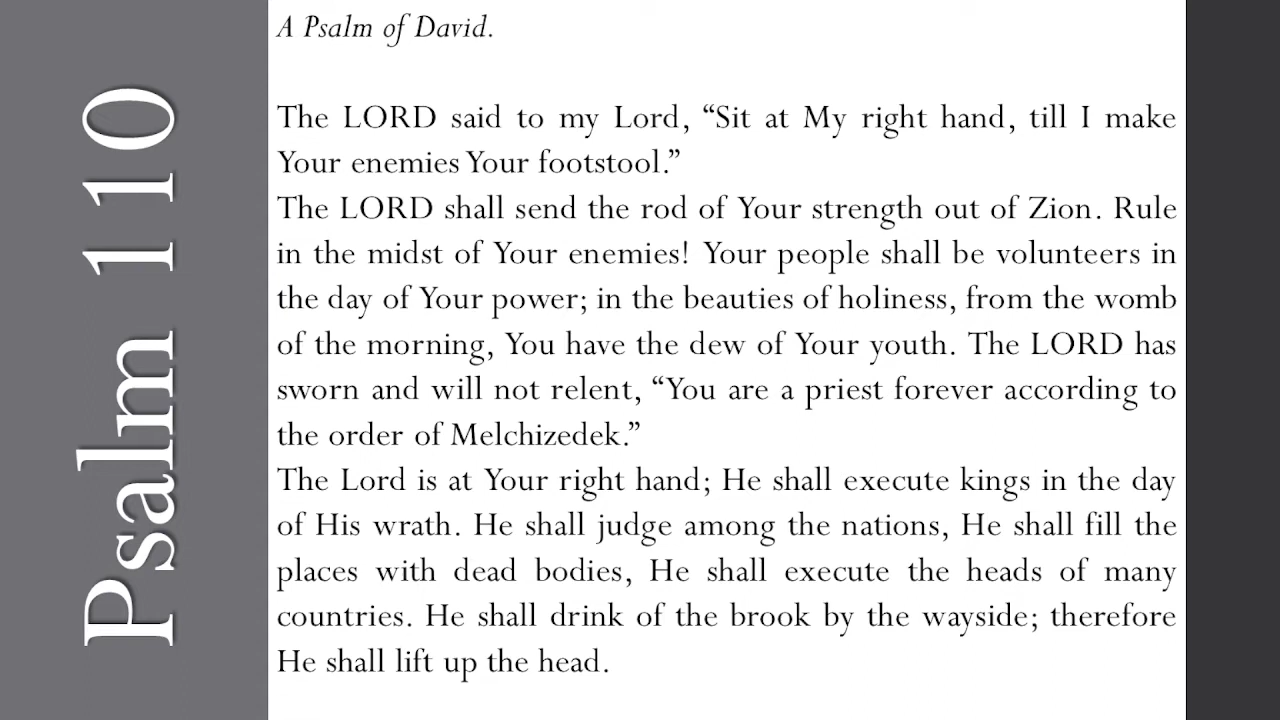 Psalm 110
A Psalm of David.
The LORD said to my Lord, “Sit at My right hand, till I make
Your enemies Your footstool.”
The LORD shall send the rod of Your strength out of Zion. Rule
in the midst of Your enemies! Your people shall be volunteers in
the day of Your power; in the beauties of holiness, from the womb
of the morning, You have the dew of Your youth. The LORD has
sworn and will not relent, “You are a priest forever according to
the order of Melchizedek.”
The Lord is at Your right hand; He shall execute kings in the day
of His wrath. He shall judge among the nations, He shall fill the
places with dead bodies, He shall execute the heads of many
countries. He shall drink of the brook by the wayside; therefore
He shall lift up the head.